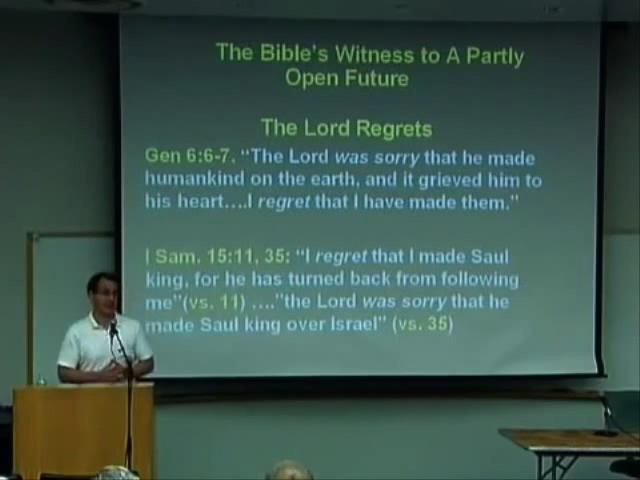 The Bible's Witness to A Partly
Open Future
The Lord Regrets
Gen 6:6-7. “The Lord was sorry that he made
humankind on the earth, and it grieved him to
his heart….I regret that I have made them.”
I Sam. 15:11, 35: “I regret that I made Saul
king, for he has turned back from following
me”(vs. 11) ….”the Lord was sorry that he
made Saul king over Israel” (vs. 35)